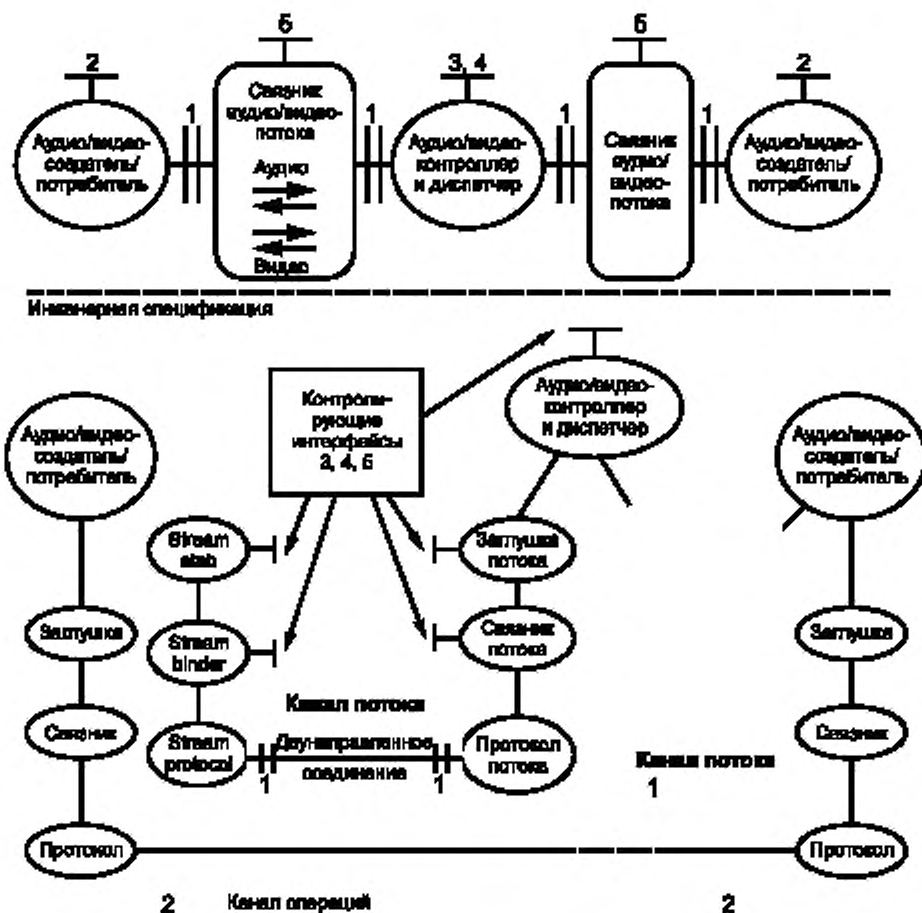 5
5
2
3, 4
2
Связник
аудио/видео-
потока
Аудио
Видео
1
1
1
1
Аудио/видео-
создатель/
потребитель
Аудио/видео-
контроллер
и диспетчер
Связник
аудио/
видео-
потока
Аудио/видео-
создатель/
потребитель
Инженерная спецификация
Контроли-
рующие
интерфейсы
3, 4, 5
Аудио/видео-
контроллер
и диспетчер
Аудио/видео-
создатель/
потребитель
Аудио/видео-
создатель/
потребитель
Stream
stab
Заглушка
потока
Заглушка
Stream
binder
Связник
потока
Заглушка
Канал потока
Связник
Stream
protocal
Двунаправленное
соединение
1
1
Протокол
потока
Канал потока
1
Связник
Протокол
Протокол
2
Канал операций
2